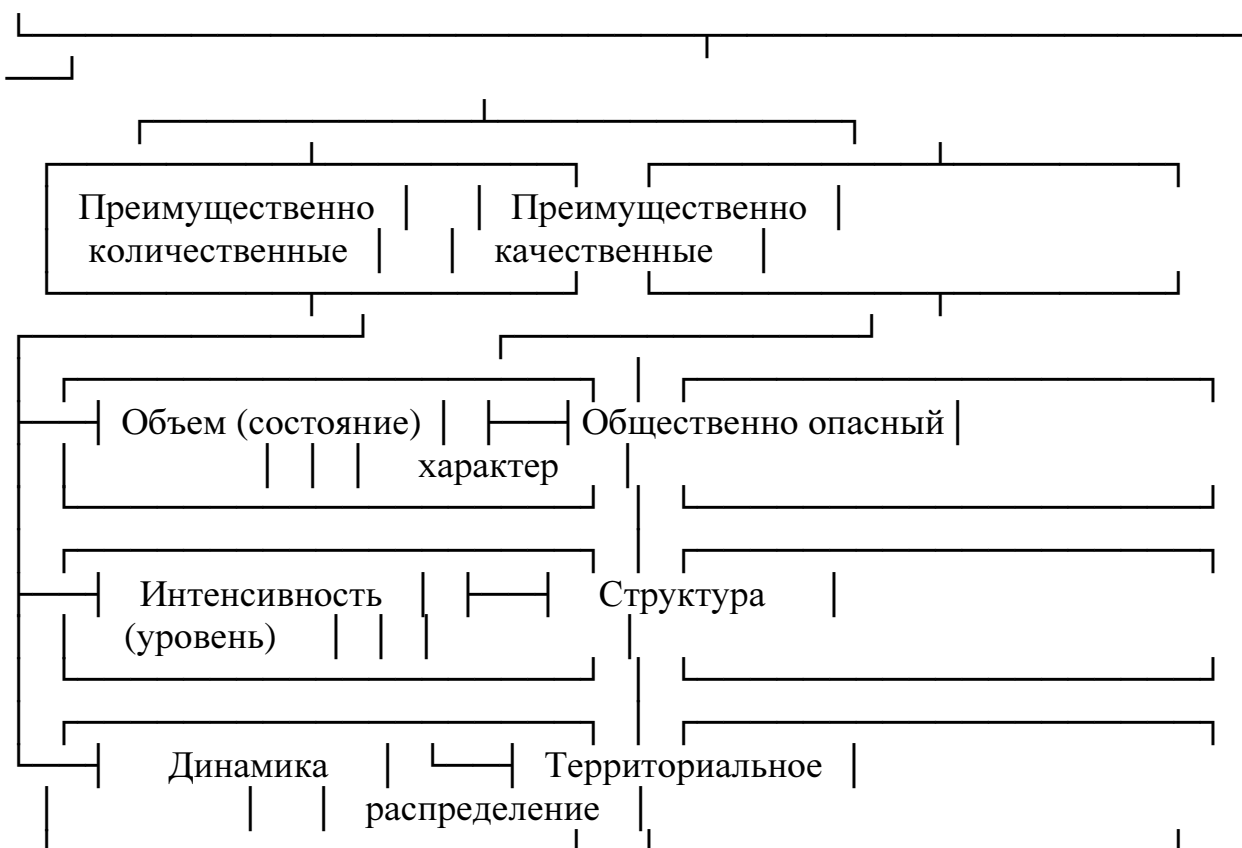 Преимущественно Преимущественно
количественные качественные
Объем (состояние) Общественно опасный
характер
Интенсивность Структура
(уровень)
Динамика Территориальное
распределение